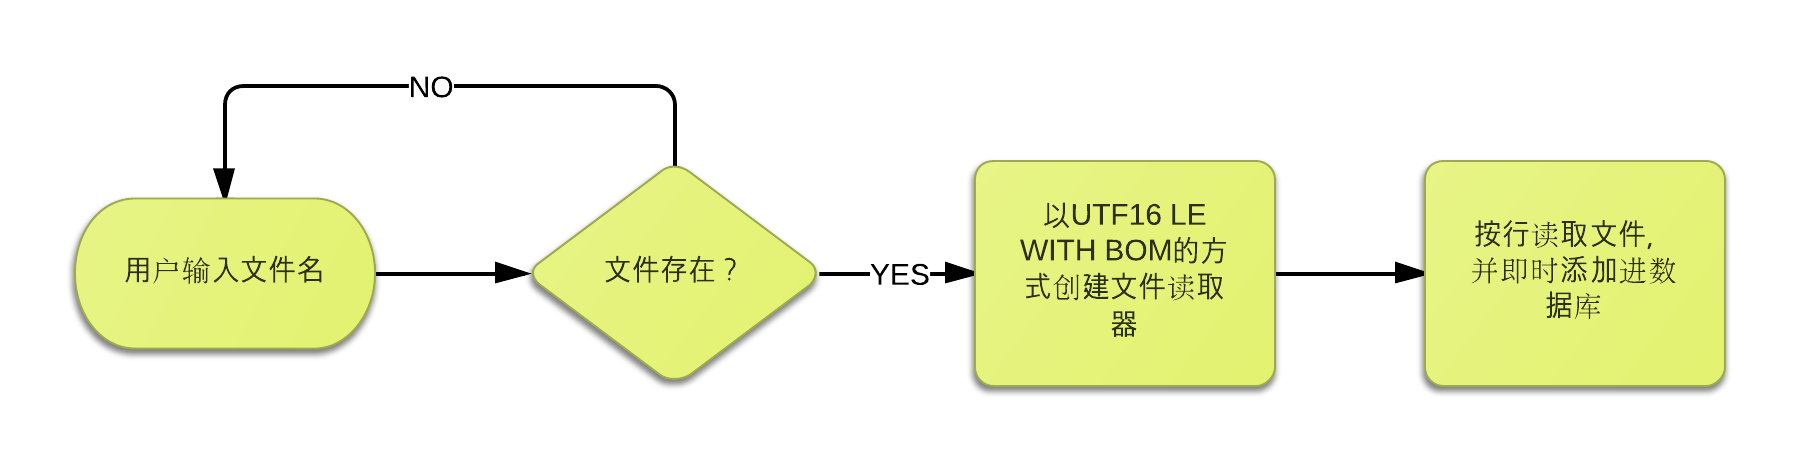 NO
用户输入文件名
文件存在？
YES
以UTF16 LE
WITH BOM的方
式创建文件读取
器
按行读取文件,
并即时添加进数
据库